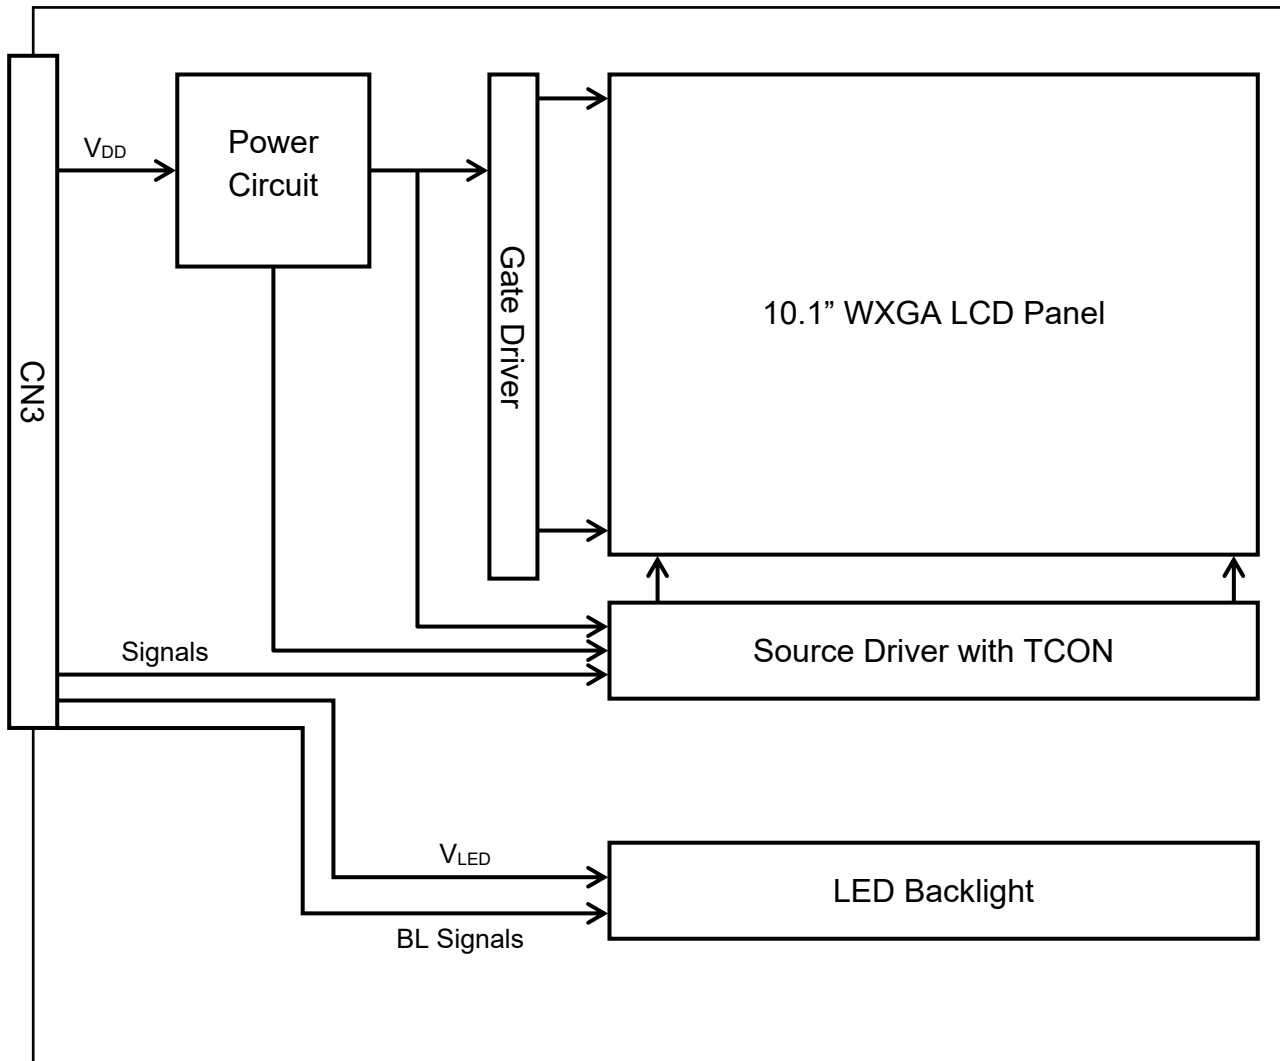 VDD
Power
Circuit
Gate Driver
10.1” WXGA LCD Panel
CN3
Signals
Source Driver with TCON
VLED
LED Backlight
BL Signals